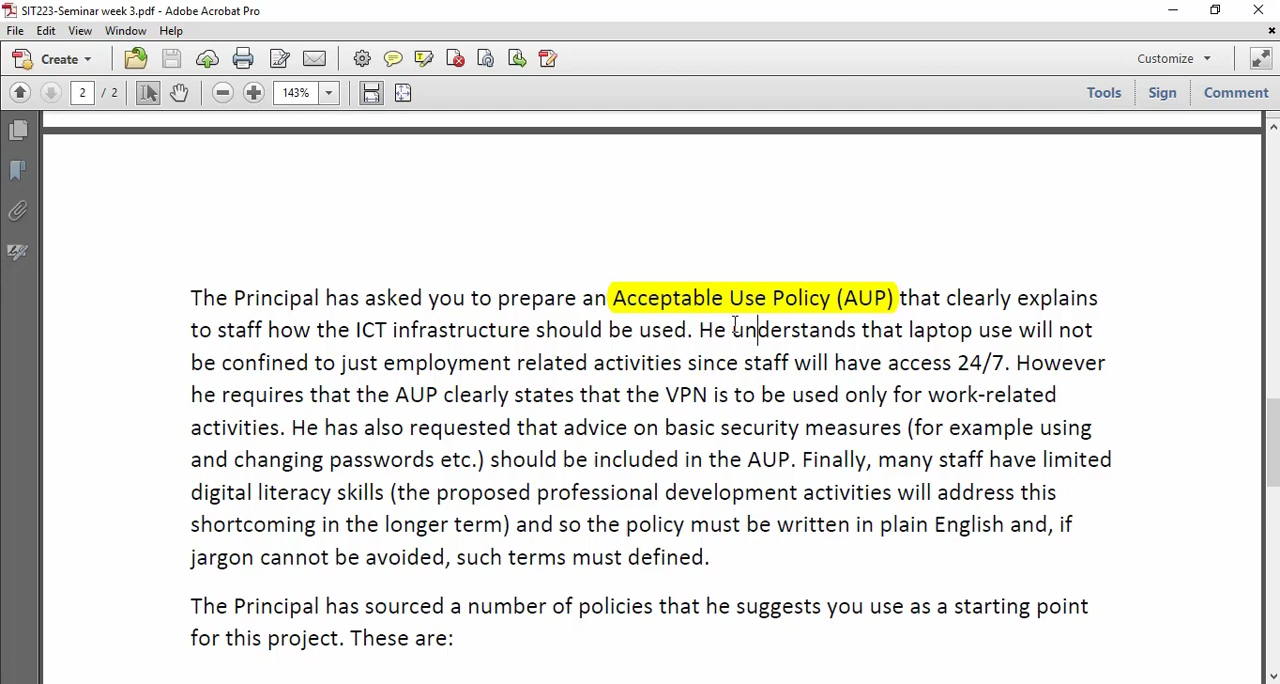 SIT223-Seminar week 3.pdf - Adobe Acrobat Pro
File Edit View Window Help
Create Customize
2 / 2 143% Tools Sign Comment
The Principal has asked you to prepare an Acceptable Use Policy (AUP) that clearly explains
to staff how the ICT infrastructure should be used. He understands that laptop use will not
be confined to just employment related activities since staff will have access 24/7. However
he requires that the AUP clearly states that the VPN is to be used only for work-related
activities. He has also requested that advice on basic security measures (for example using
and changing passwords etc.) should be included in the AUP. Finally, many staff have limited
digital literacy skills (the proposed professional development activities will address this
shortcoming in the longer term) and so the policy must be written in plain English and, if
jargon cannot be avoided, such terms must defined.
The Principal has sourced a number of policies that he suggests you use as a starting point
for this project. These are: